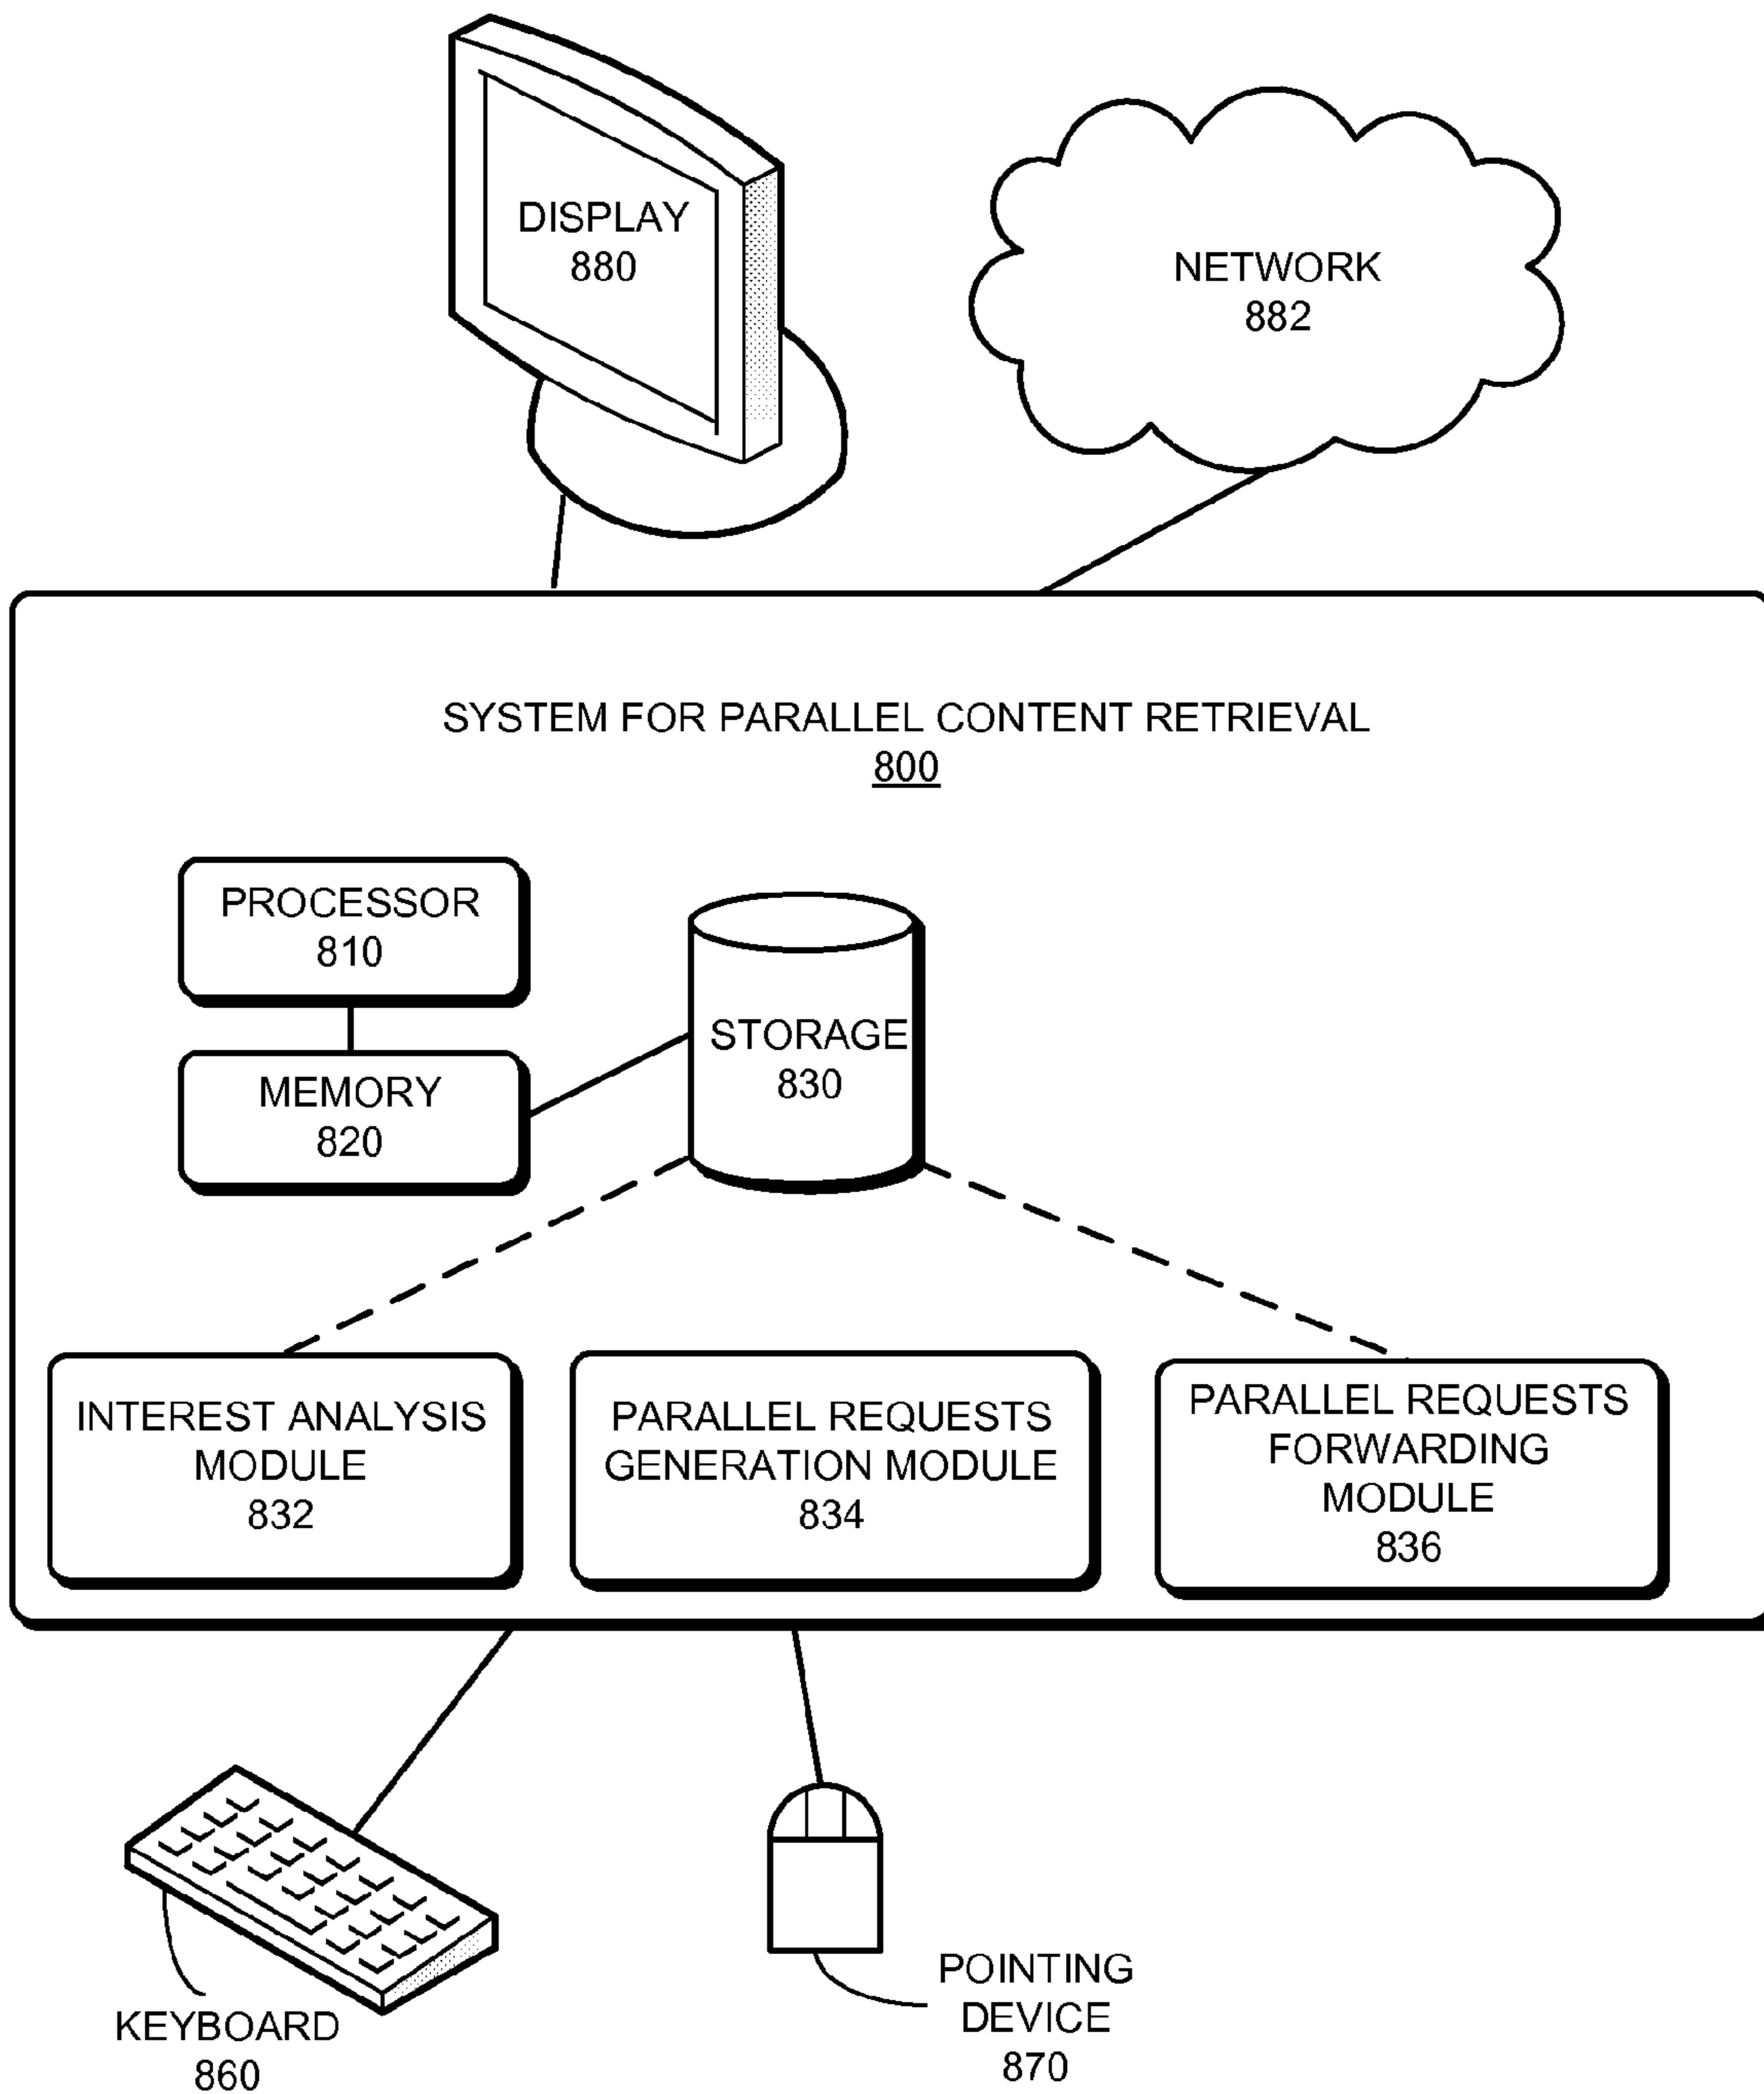 DISPLAY
880
NETWORK
882
SYSTEM FOR PARALLEL CONTENT RETRIEVAL
800
PROCESSOR
810
MEMORY
820
STORAGE
830
INTEREST ANALYSIS
MODULE
832
PARALLEL REQUESTS
GENERATION MODULE
834
PARALLEL REQUESTS
FORWARDING
MODULE
836
KEYBOARD
860
POINTING
DEVICE
870